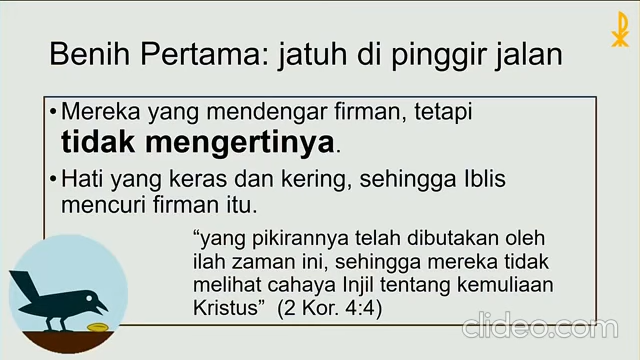 Benih Pertama: jatuh di pinggir jalan
•Mereka yang mendengar firman, tetapi
tidak mengertinya.
•Hati yang keras dan kering, sehingga Iblis
mencuri firman itu.
“yang pikirannya telah dibutakan oleh
ilah zaman ini, sehingga mereka tidak
melihat cahaya Injil tentang kemuliaan
Kristus” (2 Kor. 4:4)
clideo.com